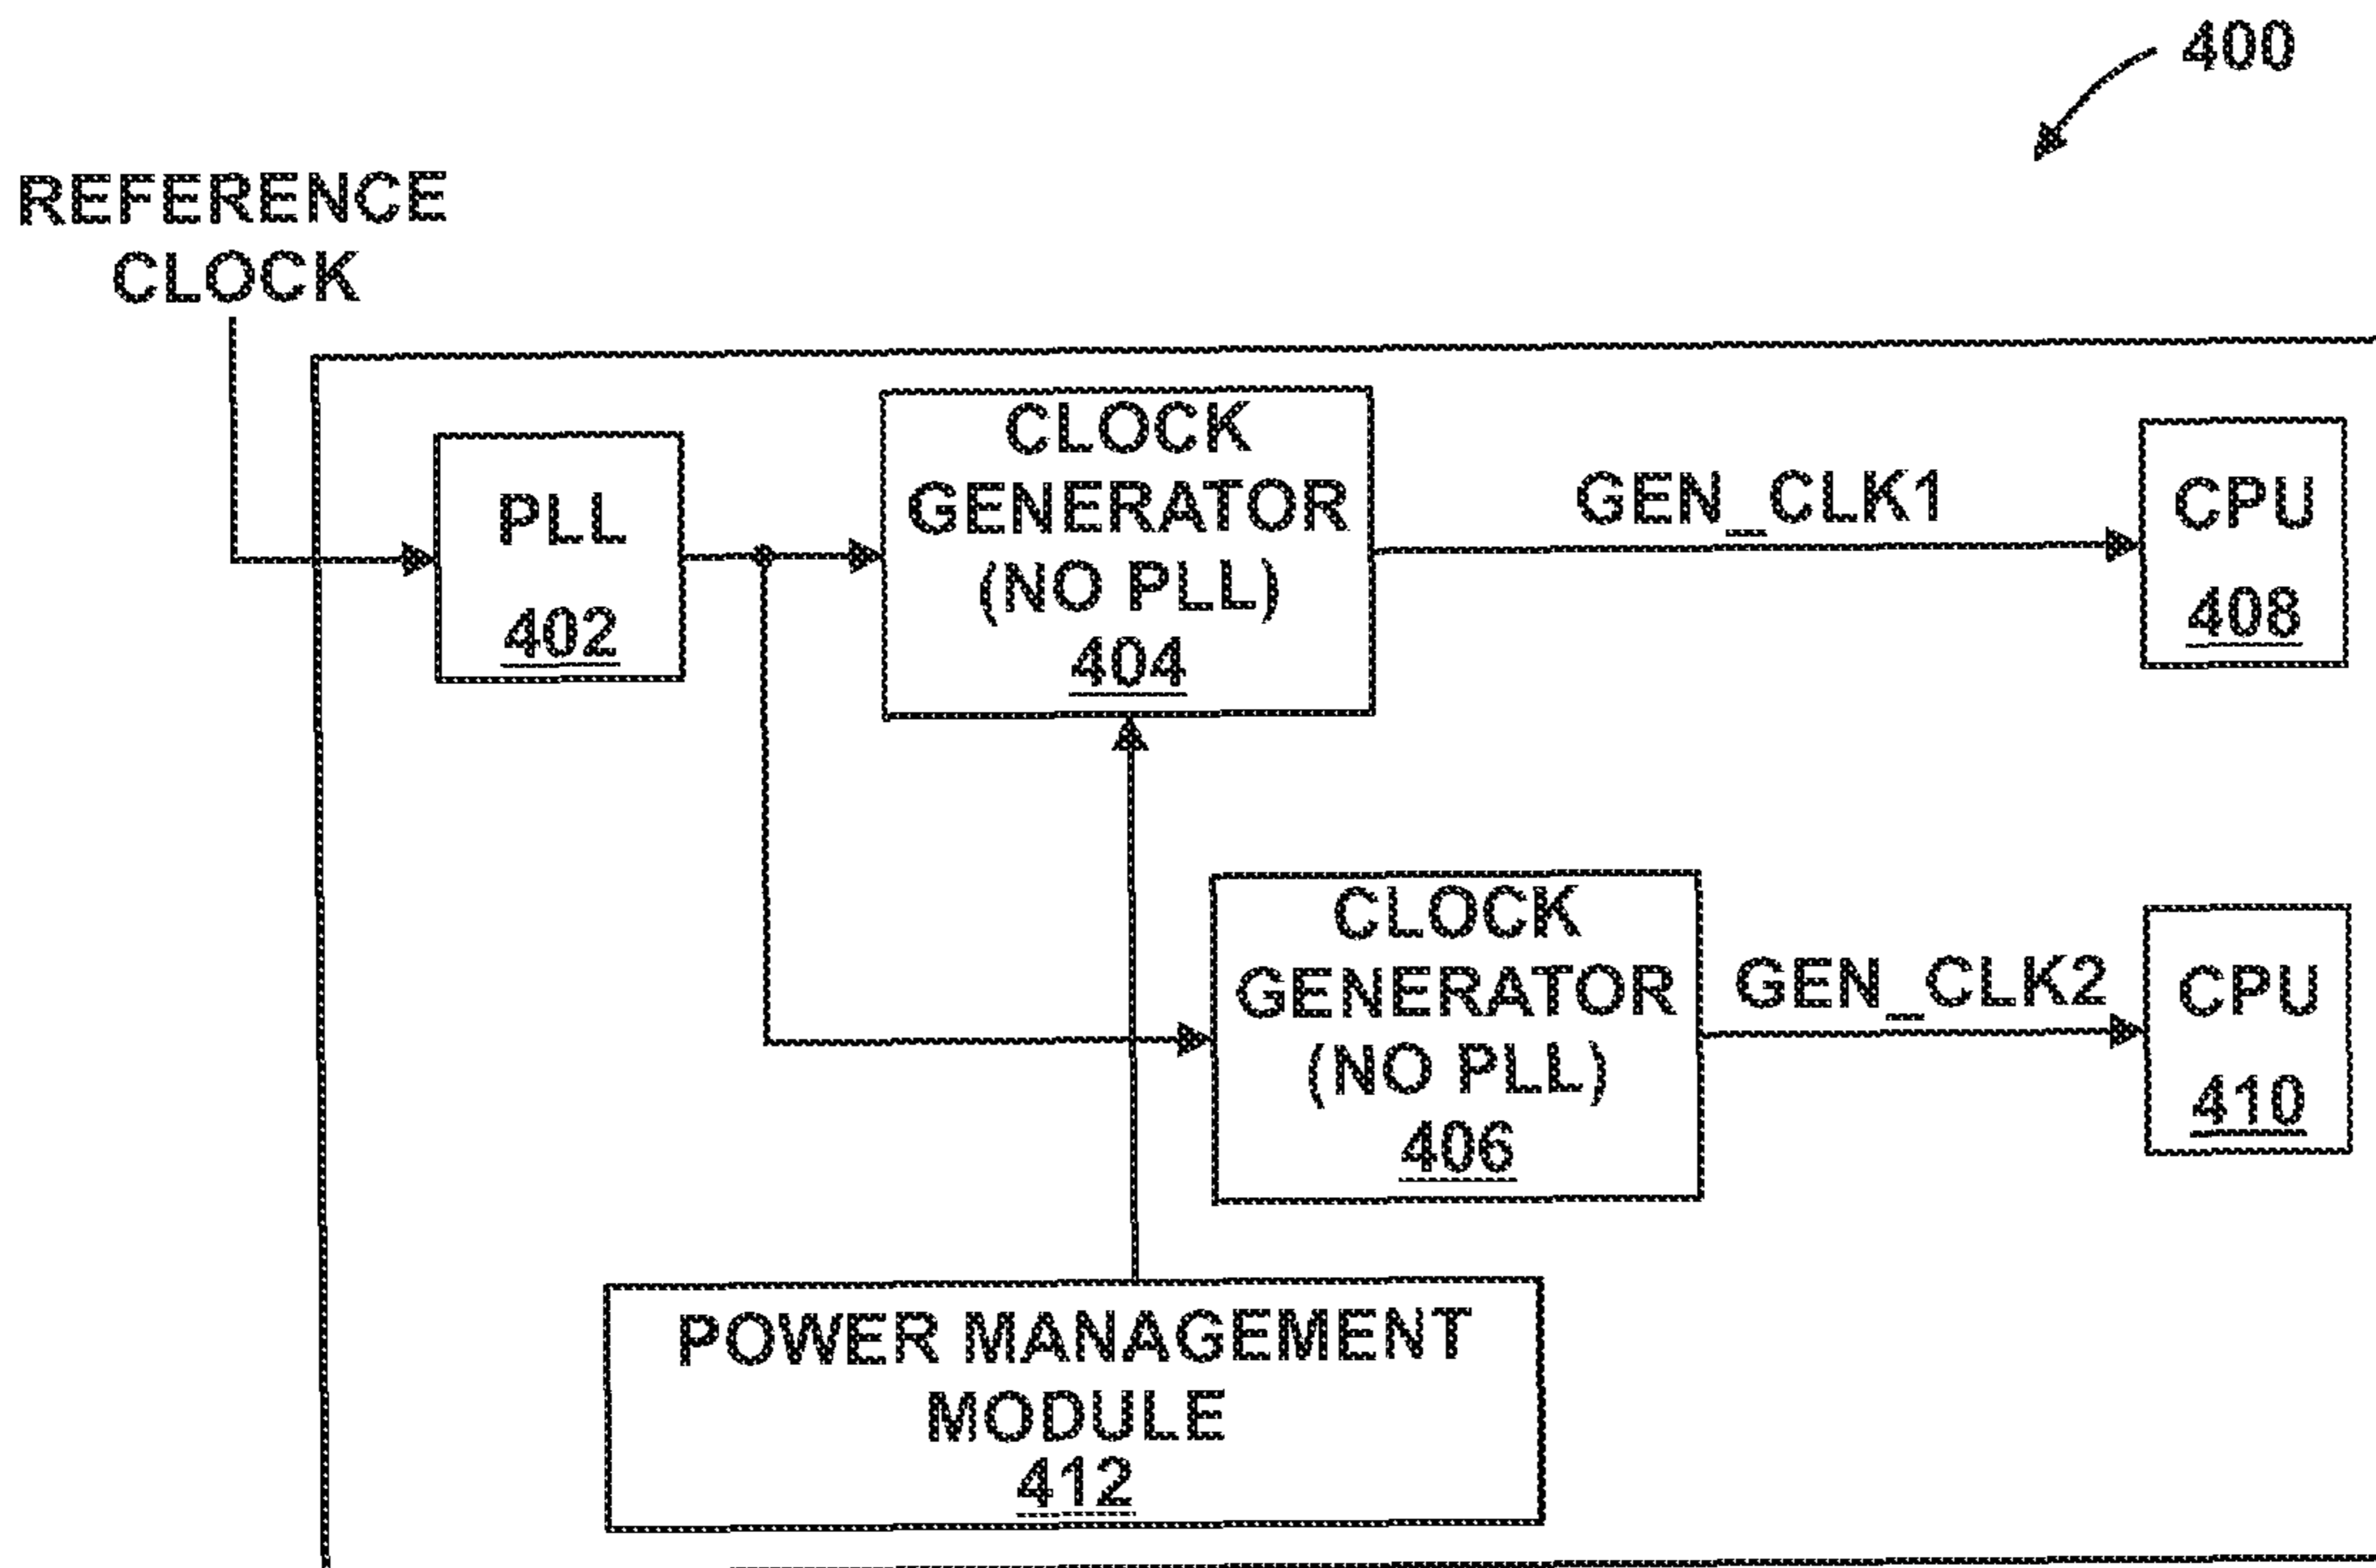 400
REFERENCE
CLOCK
PLL
402
CLOCK
GENERATOR
(NO PLL)
404
GEN_CLK1
CPU
408
CLOCK
GENERATOR
(NO PLL)
406
GEN_CLK2
CPU
410
POWER MANAGEMENT
MODULE
412